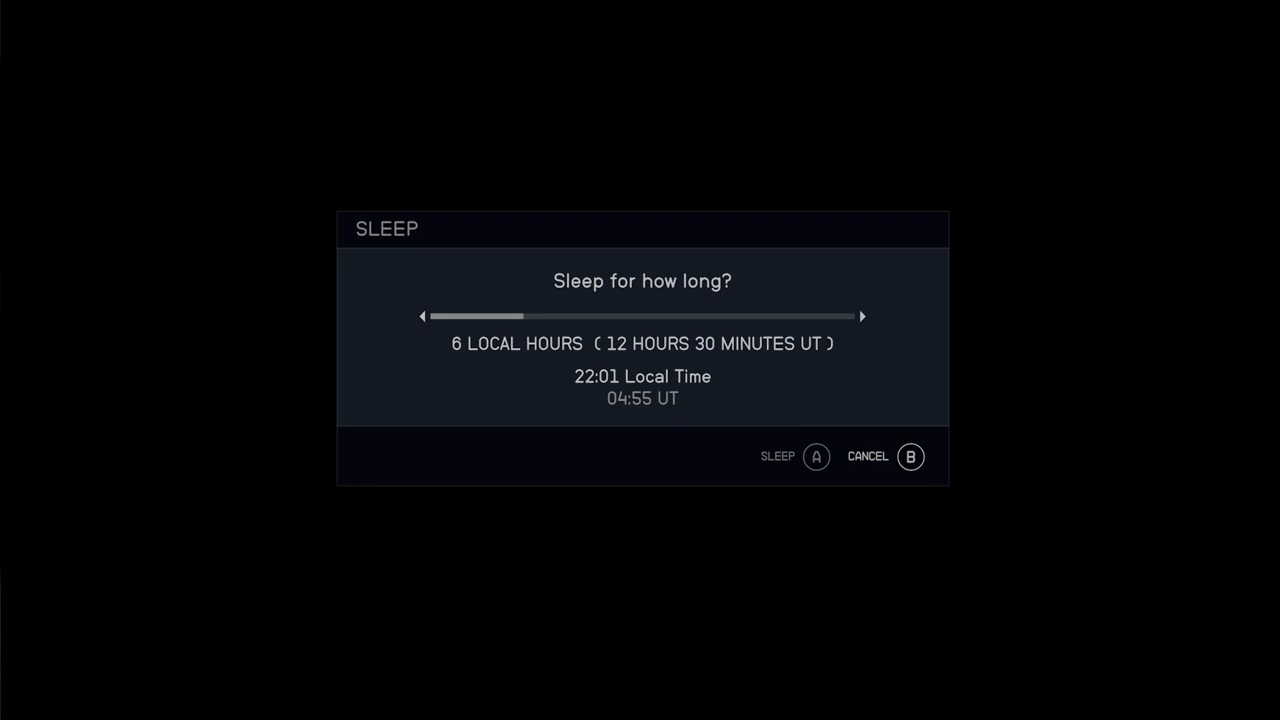 SLEEP
Sleep for how long?
6 LOCAL HOURS ( 12 HOURS 30 MINUTES UT )
22:01 Local Time
04:55 UT
SLEEP A CANCEL B